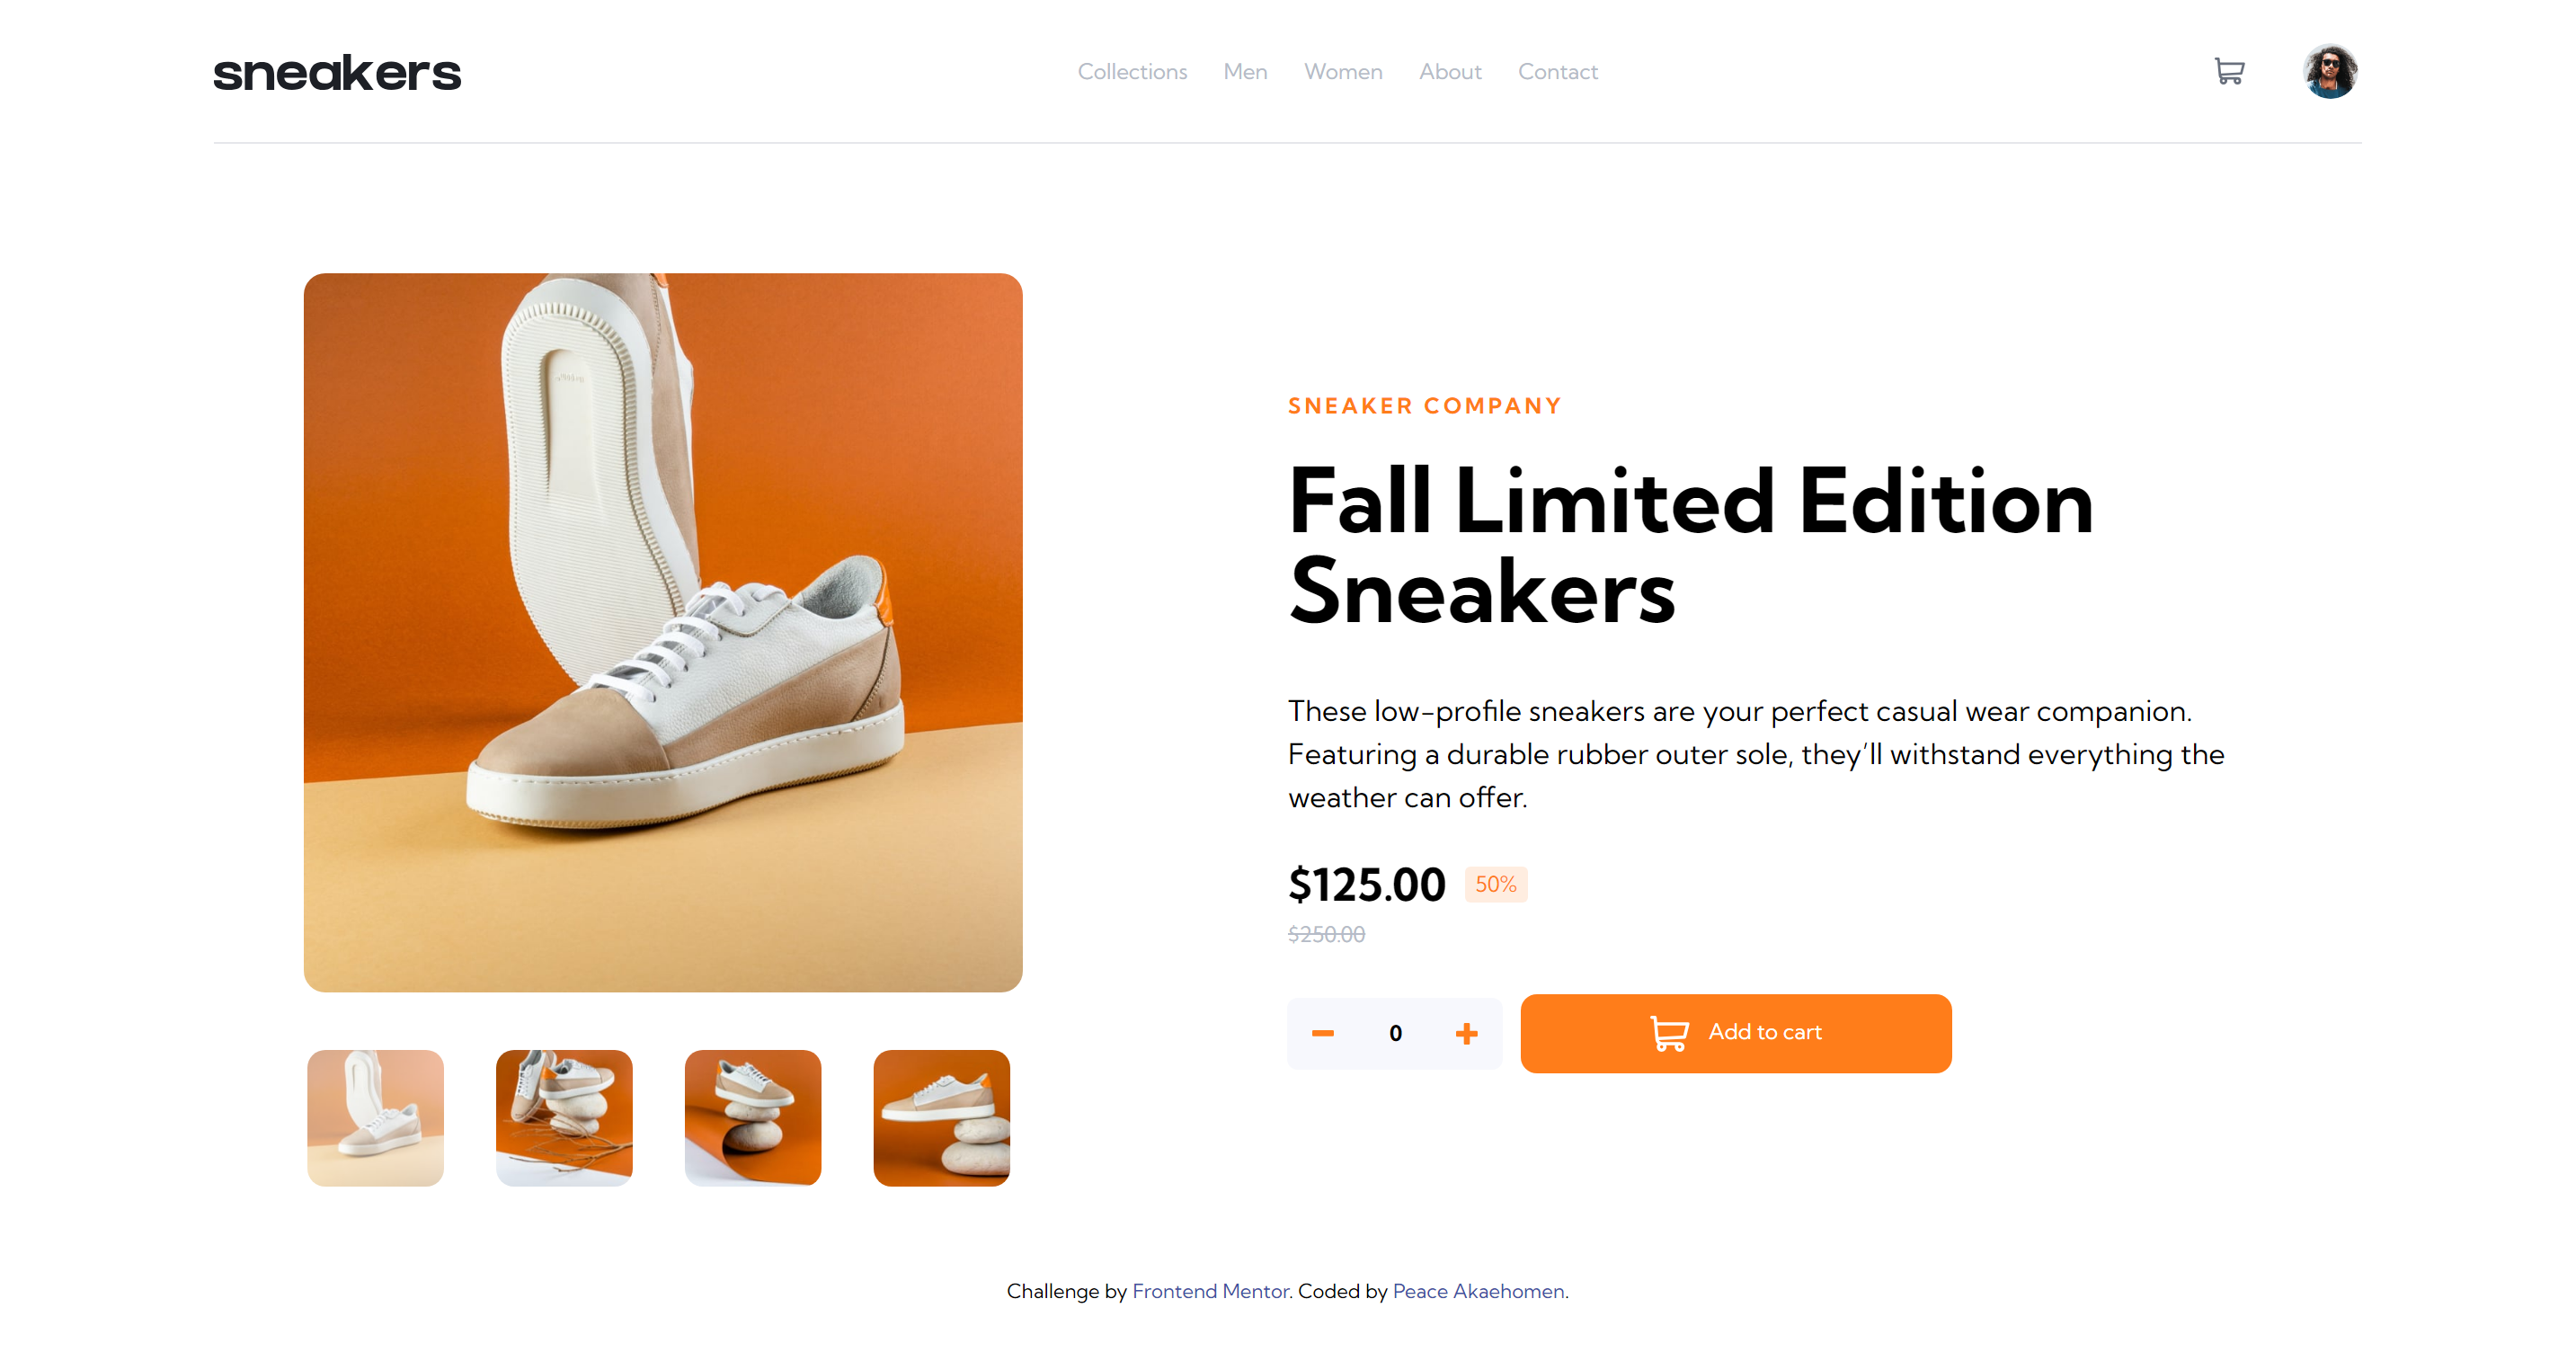 sneakers
Collections Men Women About Contact
SNEAKER COMPANY
Fall Limited Edition
Sneakers
These low-profile sneakers are your perfect casual wear companion.
Featuring a durable rubber outer sole, they’ll withstand everything the
weather can offer.
$125.00 50%
$250.00
0 Add to cart
Challenge by Frontend Mentor. Coded by Peace Akaehomen.